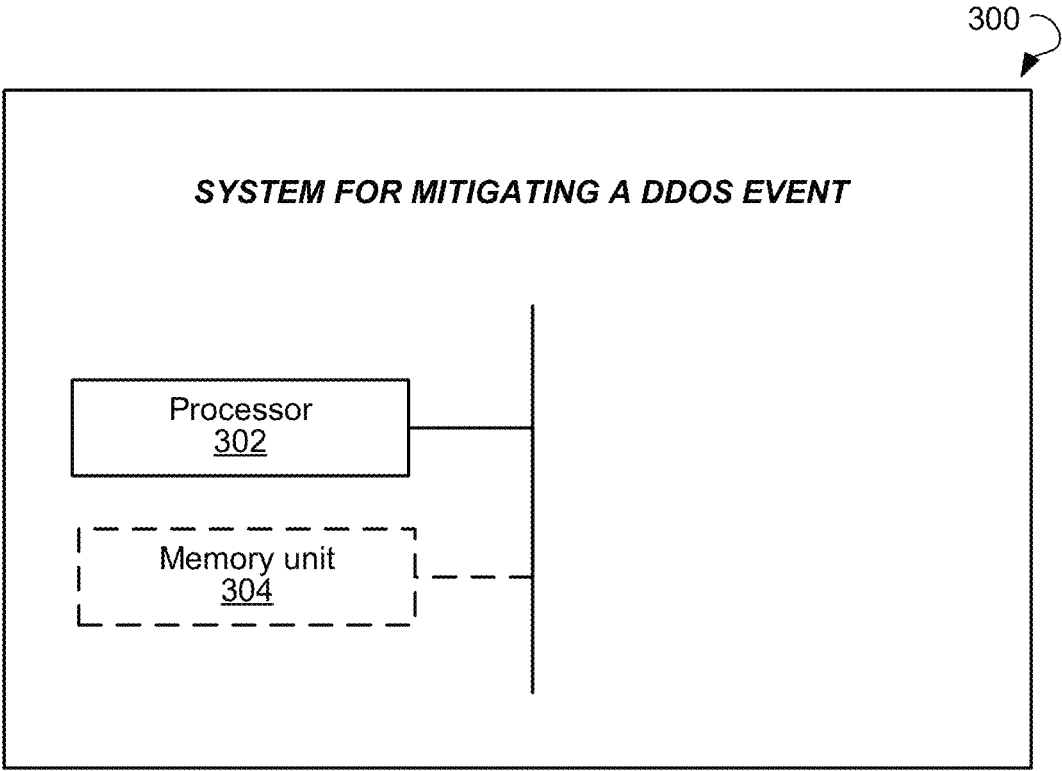 300
SYSTEM FOR MITIGATING A DDOS EVENT
Processor
302
Memory unit
304